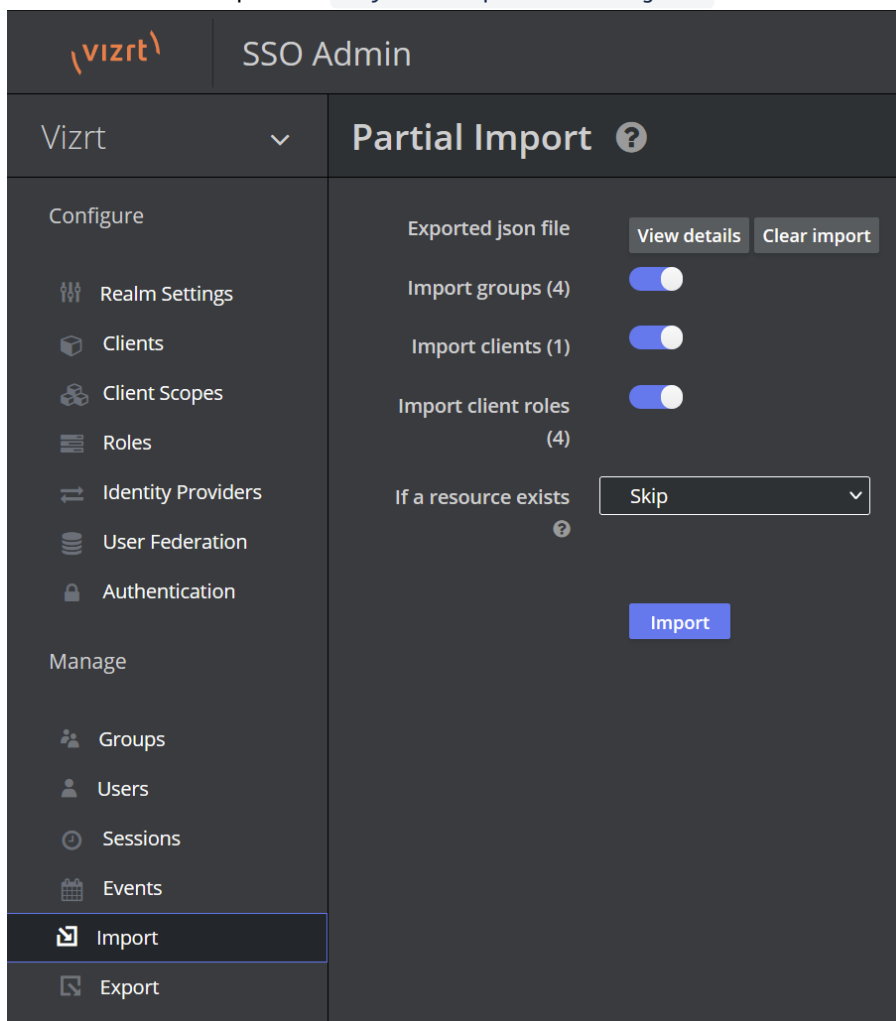 vizrt
SSO Admin
Vizrt
Partial Import
Configure
Realm Settings
Clients
Client Scopes
Roles
Identity Providers
User Federation
Authentication
Manage
Groups
Users
Sessions
Events
Import
Export
Exported json file
View details
Clear import
Import groups (4)
Import clients (1)
Import client roles
(4)
If a resource exists
Skip
Import